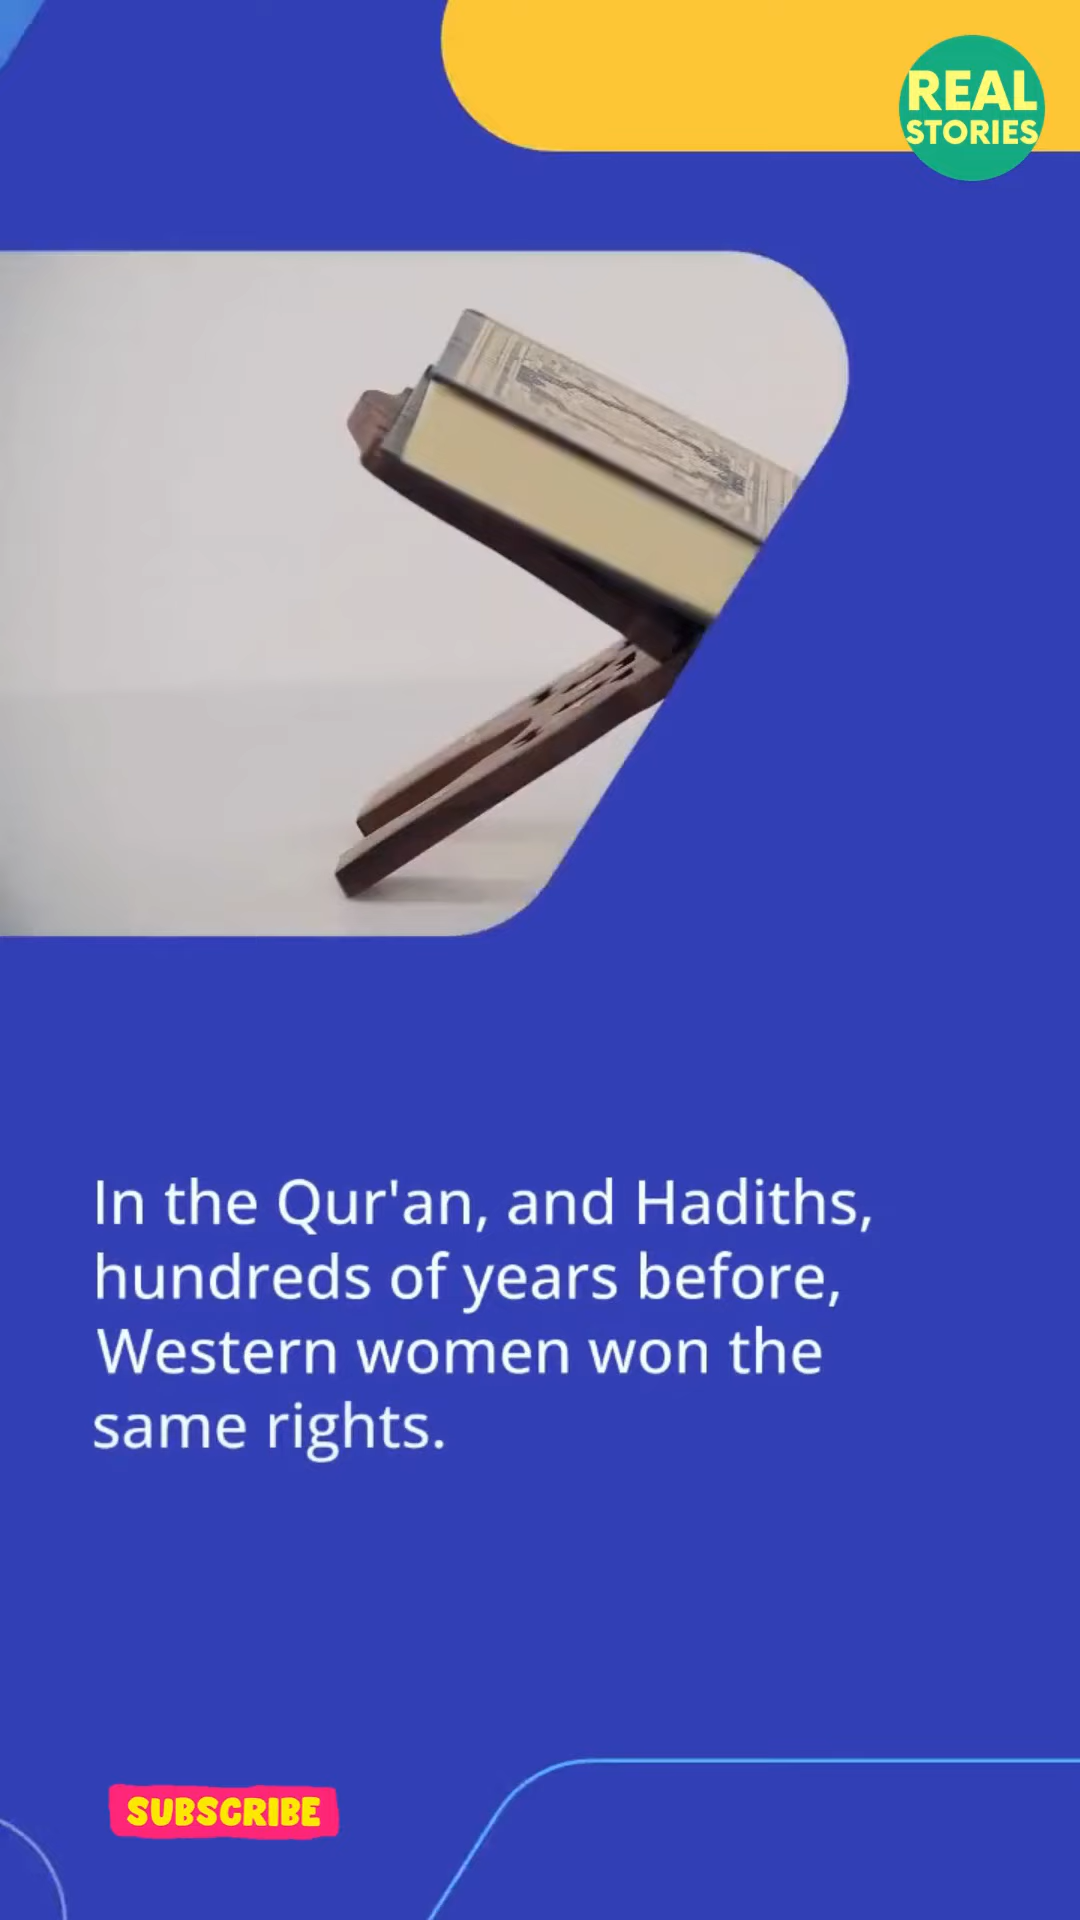 REAL
STORIES
In the Qur'an, and Hadiths,
hundreds of years before,
Western women won the
same rights.
SUBSCRIBE